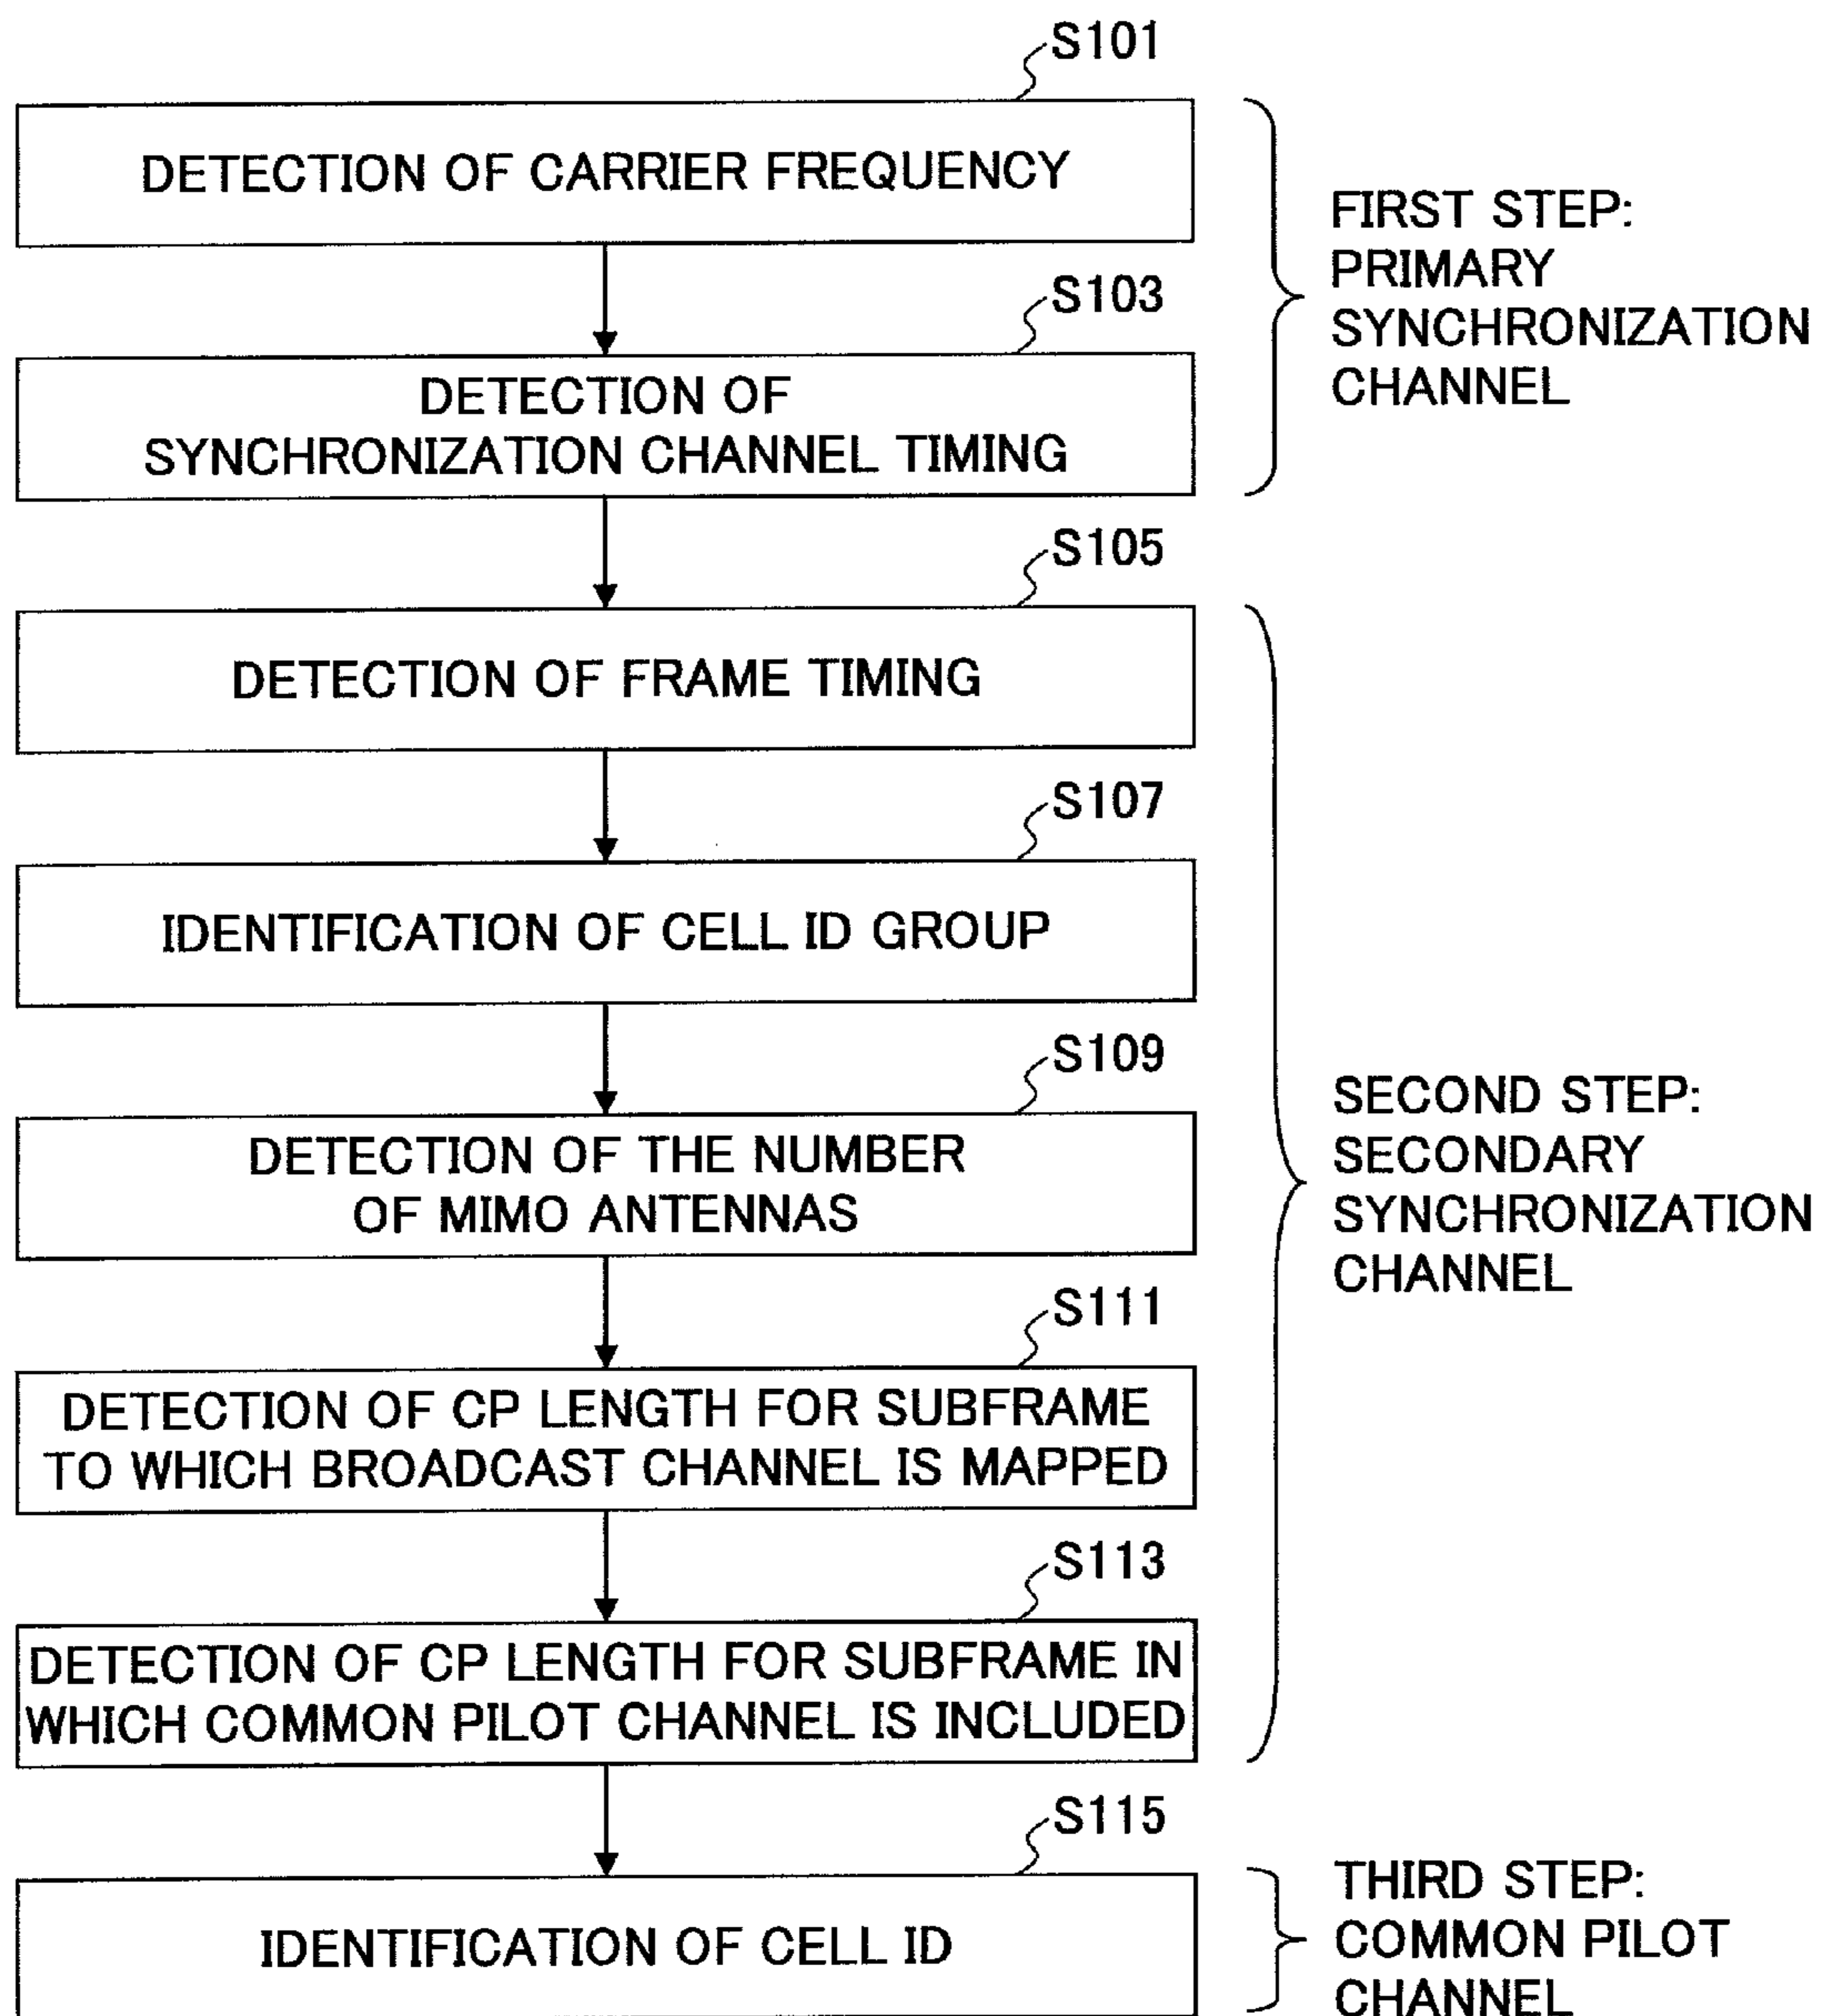 S101
DETECTION OF CARRIER FREQUENCY
FIRST STEP:
PRIMARY
SYNCHRONIZATION
CHANNEL
S103
DETECTION OF
SYNCHRONIZATION CHANNEL TIMING
S105
DETECTION OF FRAME TIMING
S107
IDENTIFICATION OF CELL ID GROUP
S109
DETECTION OF THE NUMBER
OF MIMO ANTENNAS
SECOND STEP:
SECONDARY
SYNCHRONIZATION
CHANNEL
S111
DETECTION OF CP LENGTH FOR SUBFRAME
TO WHICH BROADCAST CHANNEL IS MAPPED
S113
DETECTION OF CP LENGTH FOR SUBFRAME IN
WHICH COMMON PILOT CHANNEL IS INCLUDED
S115
IDENTIFICATION OF CELL ID
THIRD STEP:
COMMON PILOT
CHANNEL